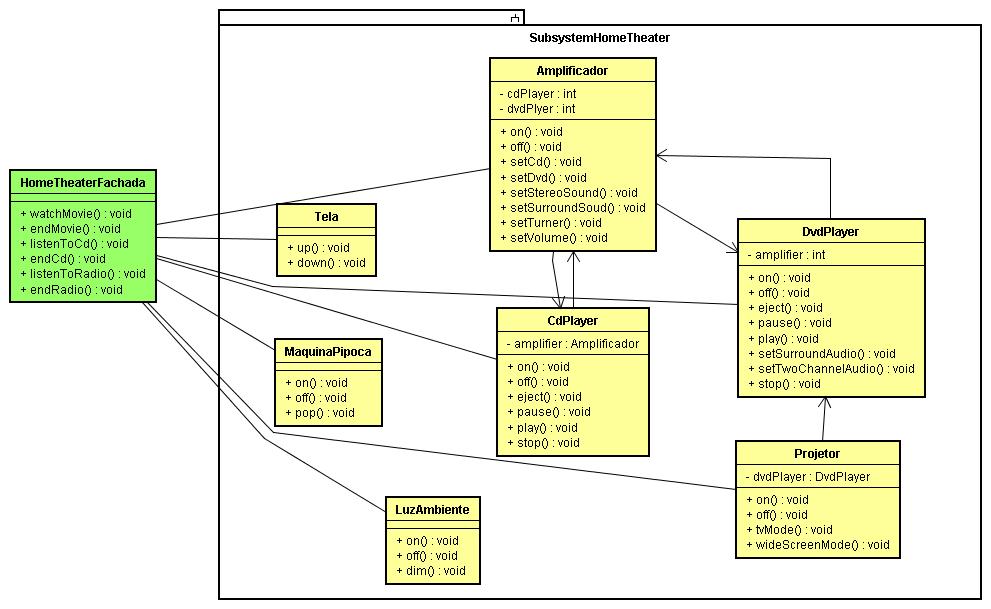 SubsystemHomeTheater
Amplificador
- cdPlayer : int
- dvdPlyer : int
+ on() : void
+ off() : void
+ setCd() : void
+ setDvd() : void
+ setStereoSound() : void
+ setSurroundSoud() : void
+ setTurner() : void
+ setVolume() : void
HomeTheaterFachada
+ watchMovie() : void
+ endMovie() : void
+ listenToCd() : void
+ endCd() : void
+ listenToRadio() : void
+ endRadio() : void
Tela
+ up() : void
+ down() : void
DvdPlayer
- amplifier : int
+ on() : void
+ off() : void
+ eject() : void
+ pause() : void
+ play() : void
+ setSurroundAudio() : void
+ setTwoChannelAudio() : void
+ stop() : void
CdPlayer
- amplifier : Amplificador
+ on() : void
+ off() : void
+ eject() : void
+ pause() : void
+ play() : void
+ stop() : void
MaquinaPipoca
+ on() : void
+ off() : void
+ pop() : void
Projetor
- dvdPlayer : DvdPlayer
+ on() : void
+ off() : void
+ tvMode() : void
+ wideScreenMode() : void
LuzAmbiente
+ on() : void
+ off() : void
+ dim() : void